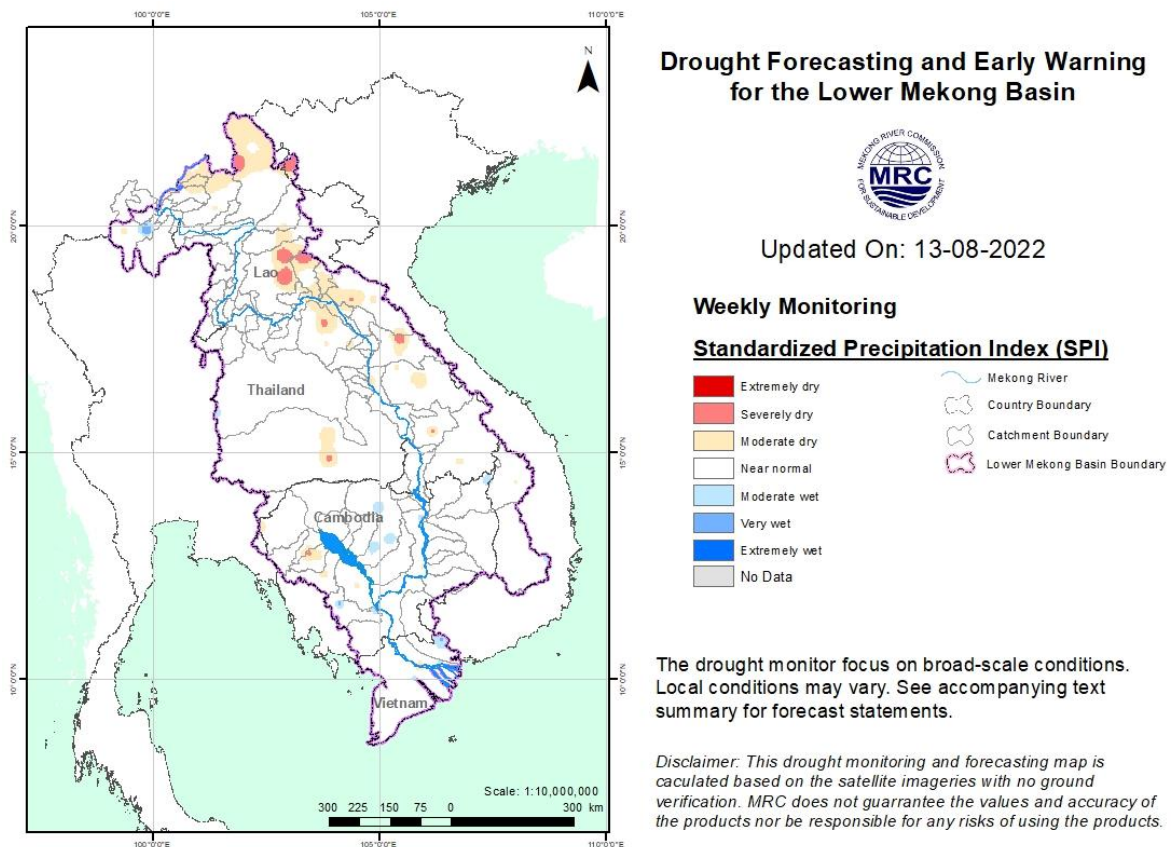 100°0'0"E 105°0'0"E 110°0'0"E
N
20°0'0"N 20°0'0"N
Lao
Thailand
15°0'0"N 15°0'0"N
Cambodia
10°0'0"N 10°0'0"N
Vietnam
Scale: 1:10,000,000
300 225 150 75 0 300 km
100°0'0"E 105°0'0"E 110°0'0"E
Drought Forecasting and Early Warning
for the Lower Mekong Basin
MEKONG RIVER COMMISSION
MRC
FOR SUSTAINABLE DEVELOPMENT
Updated On: 13-08-2022
Weekly Monitoring
Standardized Precipitation Index (SPI)
Extremely dry
Severely dry
Moderate dry
Near normal
Moderate wet
Very wet
Extremely wet
No Data
Mekong River
Country Boundary
Catchment Boundary
Lower Mekong Basin Boundary
The drought monitor focus on broad-scale conditions.
Local conditions may vary. See accompanying text
summary for forecast statements.
Disclaimer: This drought monitoring and forecasting map is
caculated based on the satellite imageries with no ground
verification. MRC does not guarrantee the values and accuracy of
the products nor be responsible for any risks of using the products.